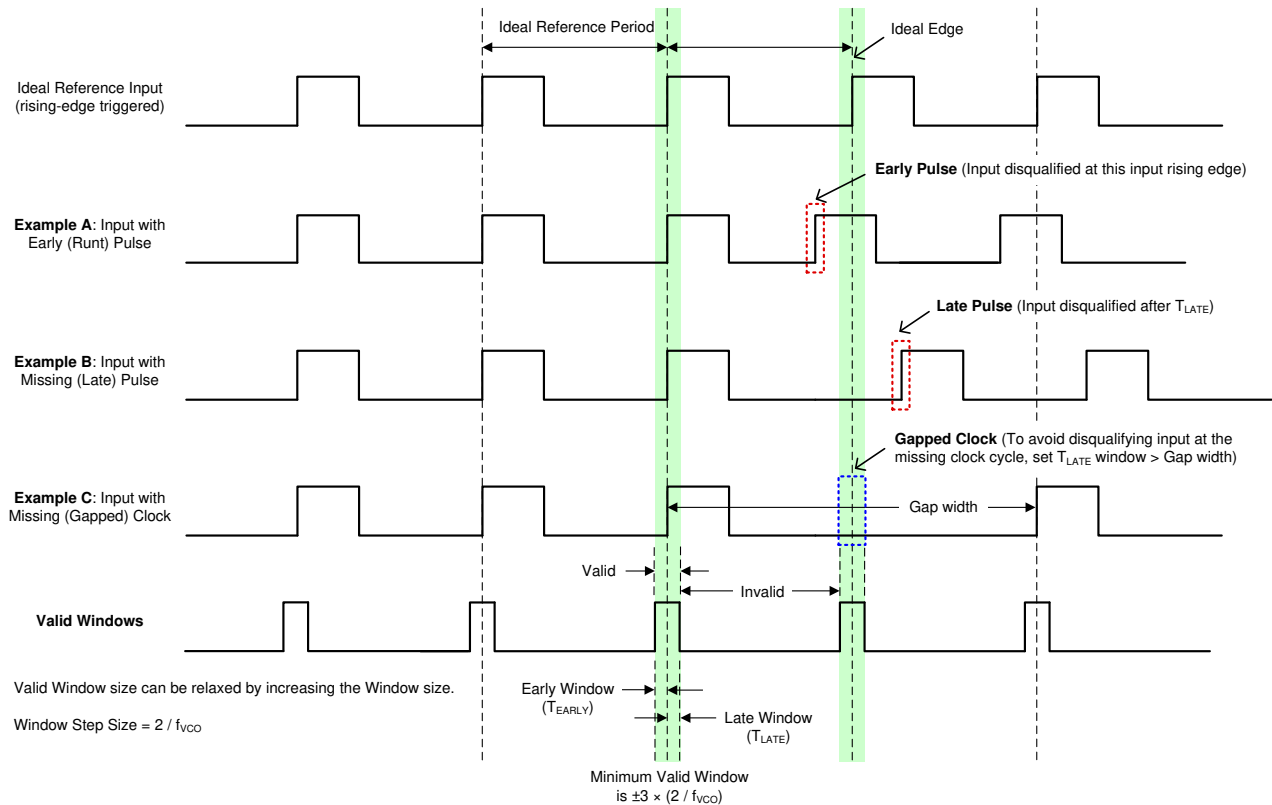 Ideal Reference Period
Ideal Edge
Ideal Reference Input
(rising-edge triggered)
Early Pulse (Input disqualified at this input rising edge)
Example A: Input with
Early (Runt) Pulse
Late Pulse (Input disqualified after TLATE)
Example B: Input with
Missing (Late) Pulse
Gapped Clock (To avoid disqualifying input at the
missing clock cycle, set TLATE window > Gap width)
Example C: Input with
Missing (Gapped) Clock
Gap width
Valid
Invalid
Valid Windows
Valid Window size can be relaxed by increasing the Window size.
Window Step Size = 2 / fVCO
Early Window
(TEARLY)
Late Window
(TLATE)
Minimum Valid Window
is ±3 × (2 / fVCO)